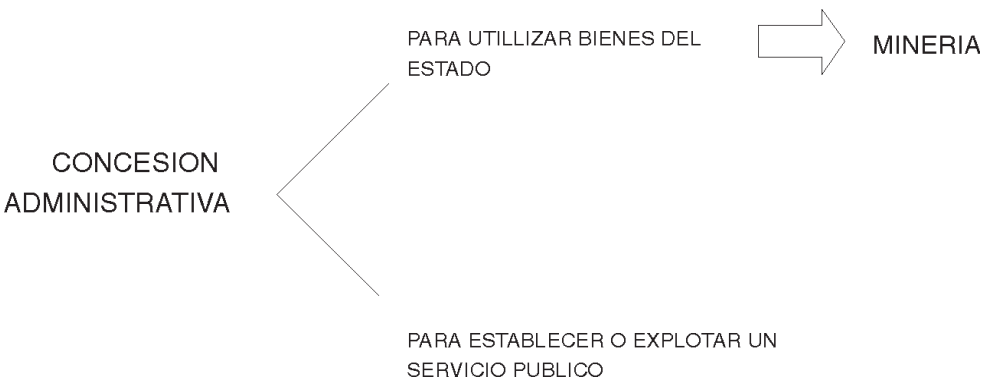 PARA UTILLIZAR BIENES DEL
ESTADO
MINERIA
CONCESION
ADMINISTRATIVA
PARA ESTABLECER O EXPLOTAR UN
SERVICIO PUBLICO